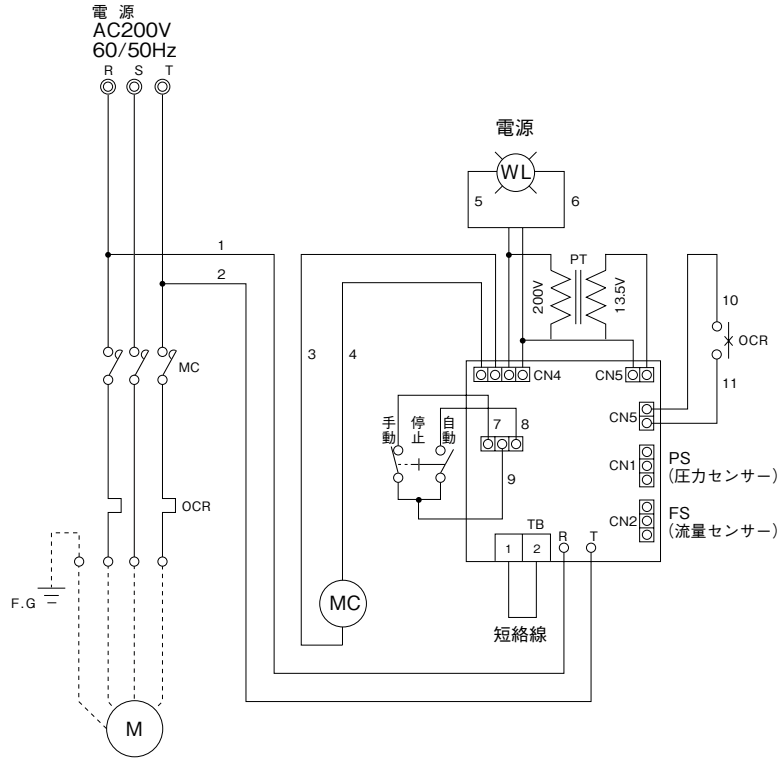 電 源
AC200V
60/50Hz
R S T
電源
WL
5 6
1
2
PT
200V
13.5V
3 4
10
OCR
11
MC
CN4
CN5
CN5
手動
停止
自動
7 8
9
CN1
PS
(圧力センサー)
CN2
FS
(流量センサー)
OCR
TB
1 2
R T
F.G
MC
短絡線
M